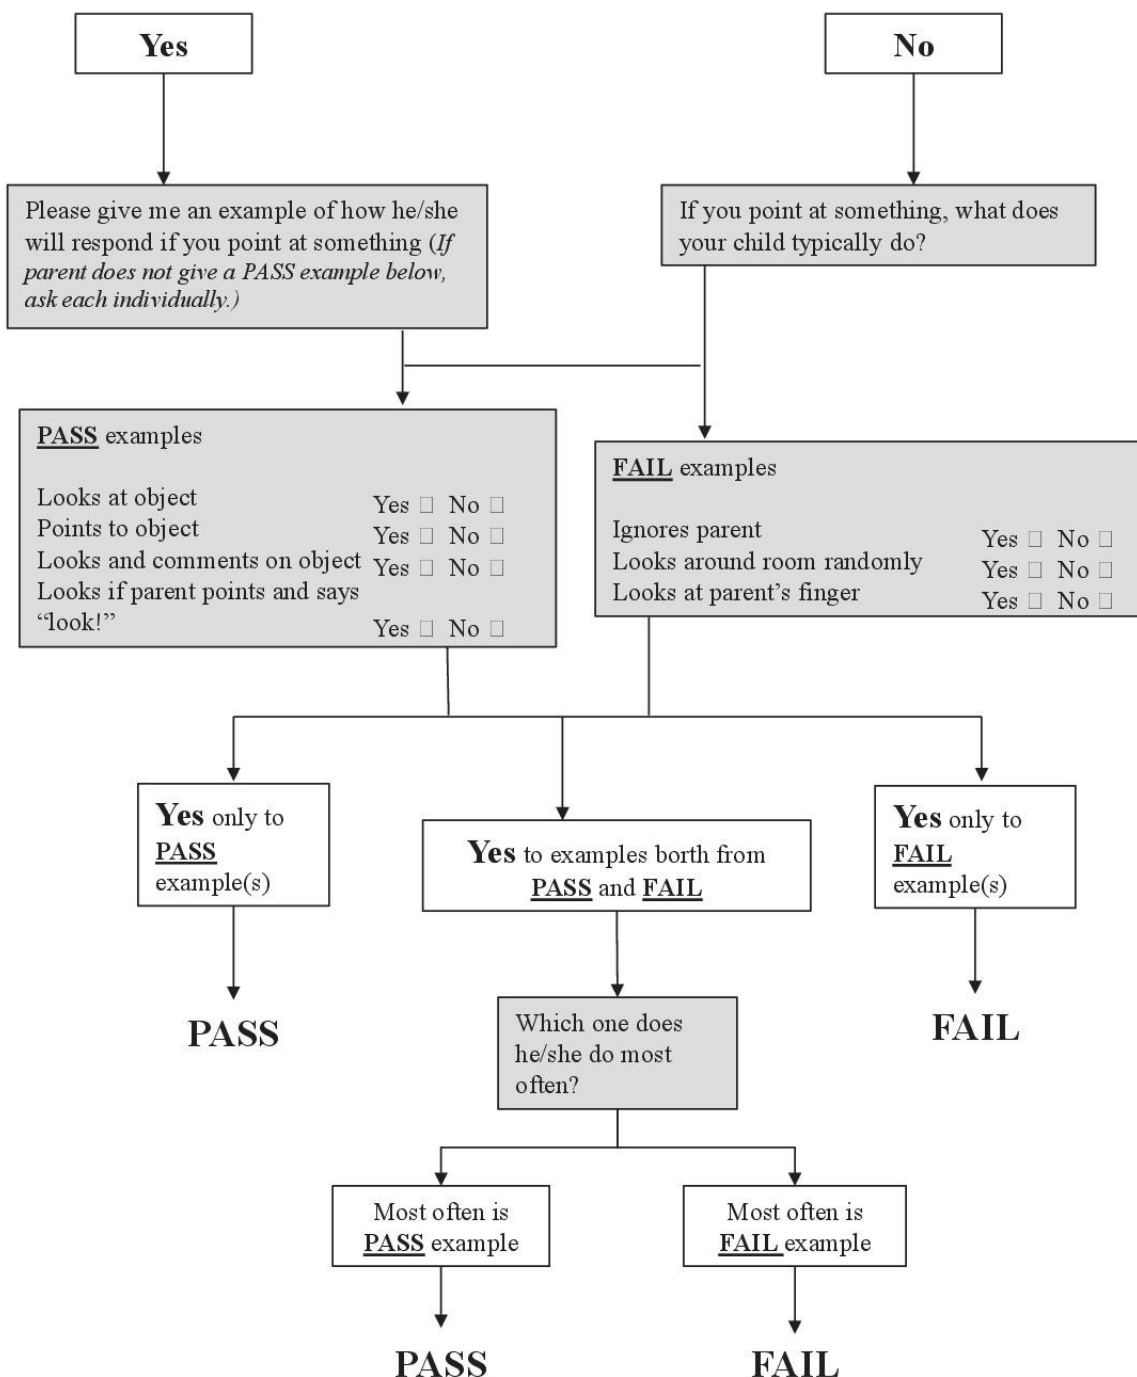 Yes
No
Please give me an example of how he/she
will respond if you point at something (If
parent does not give a PASS example below,
ask each individually.)
If you point at something, what does
your child typically do?
PASS examples
Looks at object Yes □ No □
Points to object Yes □ No □
Looks and comments on object Yes □ No □
Looks if parent points and says
“look!” Yes □ No □
FAIL examples
Ignores parent Yes □ No □
Looks around room randomly Yes □ No □
Looks at parent’s finger Yes □ No □
Yes only to
PASS
example(s)
Yes to examples borth from
PASS and FAIL
Yes only to
FAIL
example(s)
PASS
FAIL
Which one does
he/she do most
often?
Most often is
PASS example
Most often is
FAIL example
PASS
FAIL